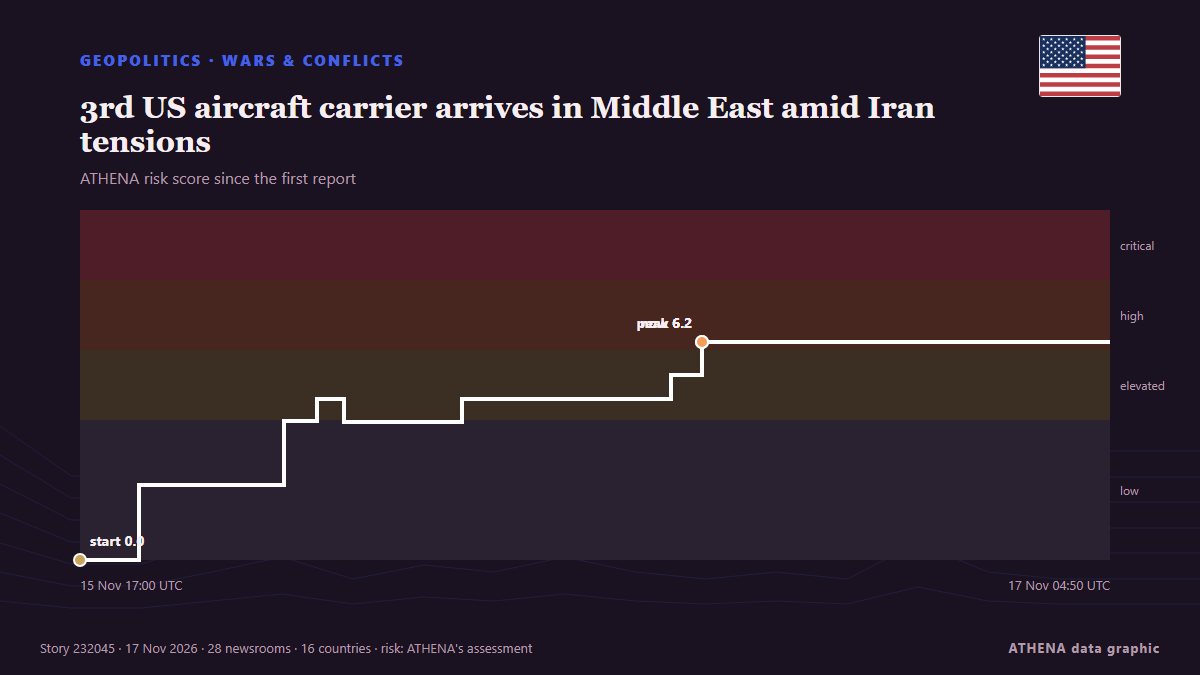 GEOPOLITICS · WARS & CONFLICTS
3rd US aircraft carrier arrives in Middle East amid Iran
tensions
ATHENA risk score since the first report
critical
high
peak 6.2
elevated
low
start 0.0
15 Nov 17:00 UTC
17 Nov 04:50 UTC
Story 232045 · 17 Nov 2026 · 28 newsrooms · 16 countries · risk: ATHENA's assessment
ATHENA data graphic